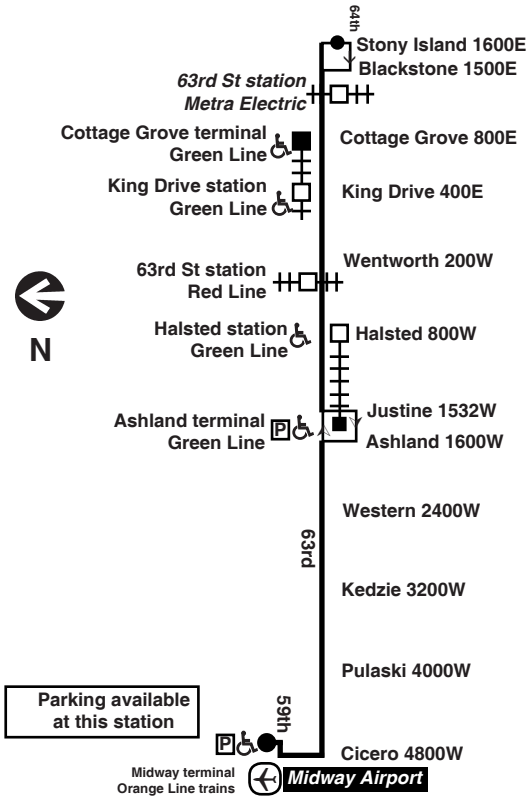 64th
Stony Island 1600E
Blackstone 1500E
63rd St station
Metra Electric
Cottage Grove terminal
Green Line
Cottage Grove 800E
King Drive station
Green Line
King Drive 400E
Wentworth 200W
63rd St station
Red Line
N
Halsted station
Green Line
Halsted 800W
Justine 1532W
Ashland terminal
Green Line
P
Ashland 1600W
Western 2400W
63rd
Kedzie 3200W
Pulaski 4000W
Parking available
at this station
59th
P
Cicero 4800W
Midway terminal
Orange Line trains
Midway Airport